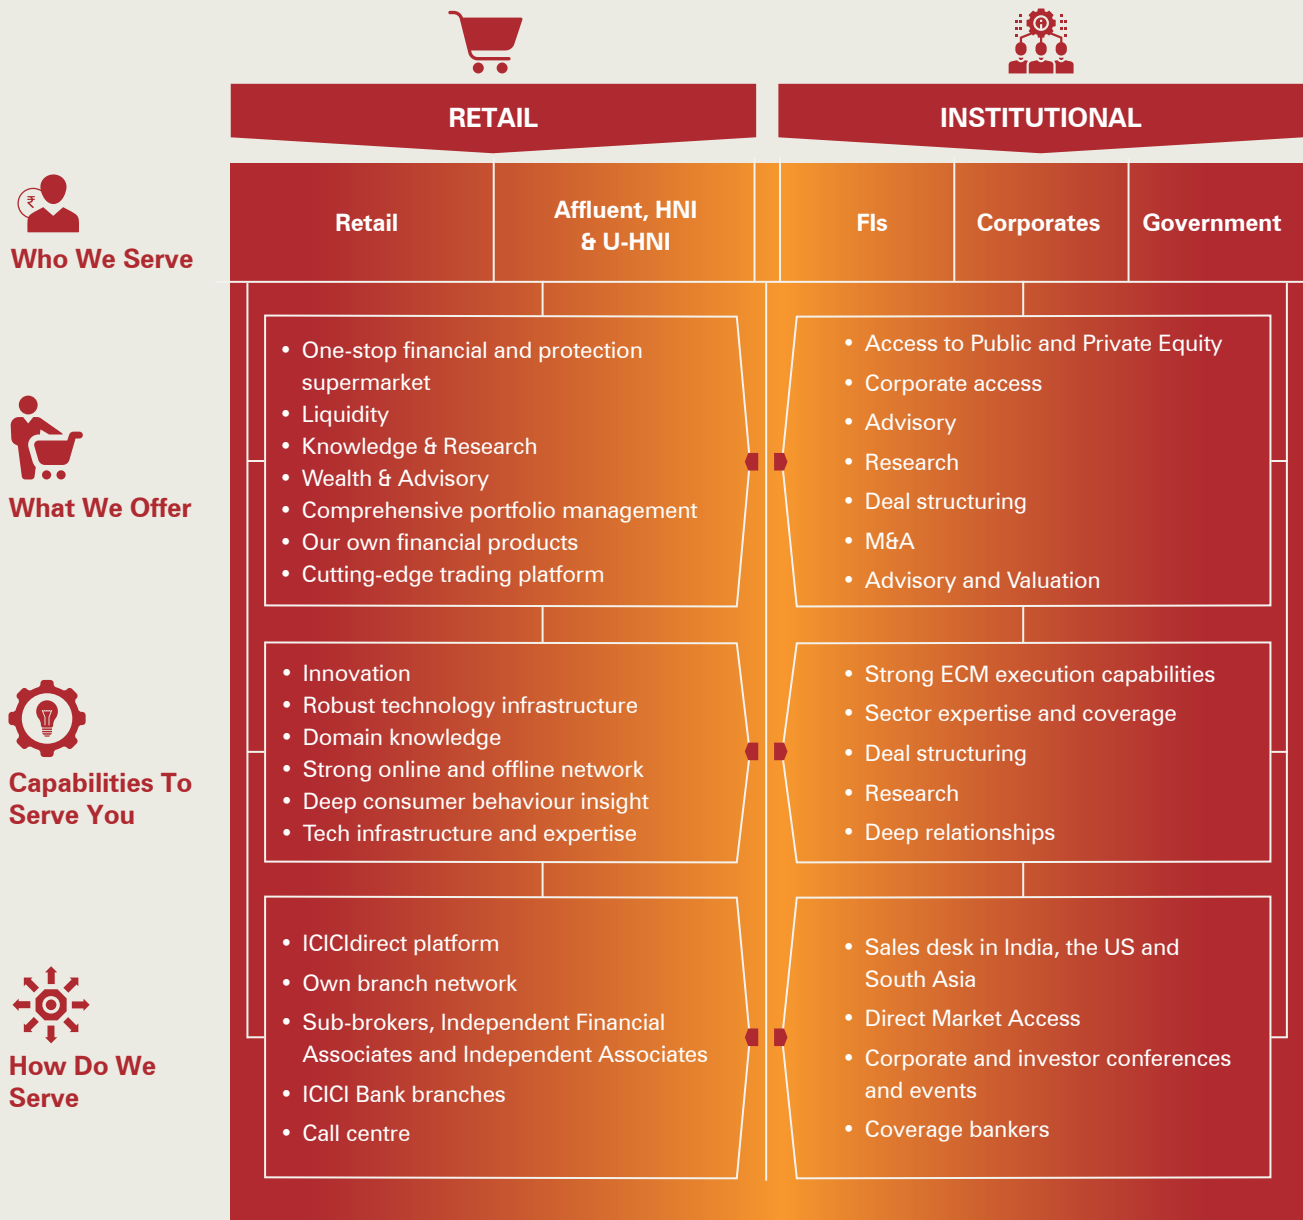 RETAIL
INSTITUTIONAL
₹
Who We Serve
Retail
Affluent, HNI
& U-HNI
FIs
Corporates
Government
What We Offer
• One-stop financial and protection
supermarket
• Liquidity
• Knowledge & Research
• Wealth & Advisory
• Comprehensive portfolio management
• Our own financial products
• Cutting-edge trading platform
• Access to Public and Private Equity
• Corporate access
• Advisory
• Research
• Deal structuring
• M&A
• Advisory and Valuation
Capabilities To
Serve You
• Innovation
• Robust technology infrastructure
• Domain knowledge
• Strong online and offline network
• Deep consumer behaviour insight
• Tech infrastructure and expertise
• Strong ECM execution capabilities
• Sector expertise and coverage
• Deal structuring
• Research
• Deep relationships
How Do We
Serve
• ICICIdirect platform
• Own branch network
• Sub-brokers, Independent Financial
Associates and Independent Associates
• ICICI Bank branches
• Call centre
• Sales desk in India, the US and
South Asia
• Direct Market Access
• Corporate and investor conferences
and events
• Coverage bankers